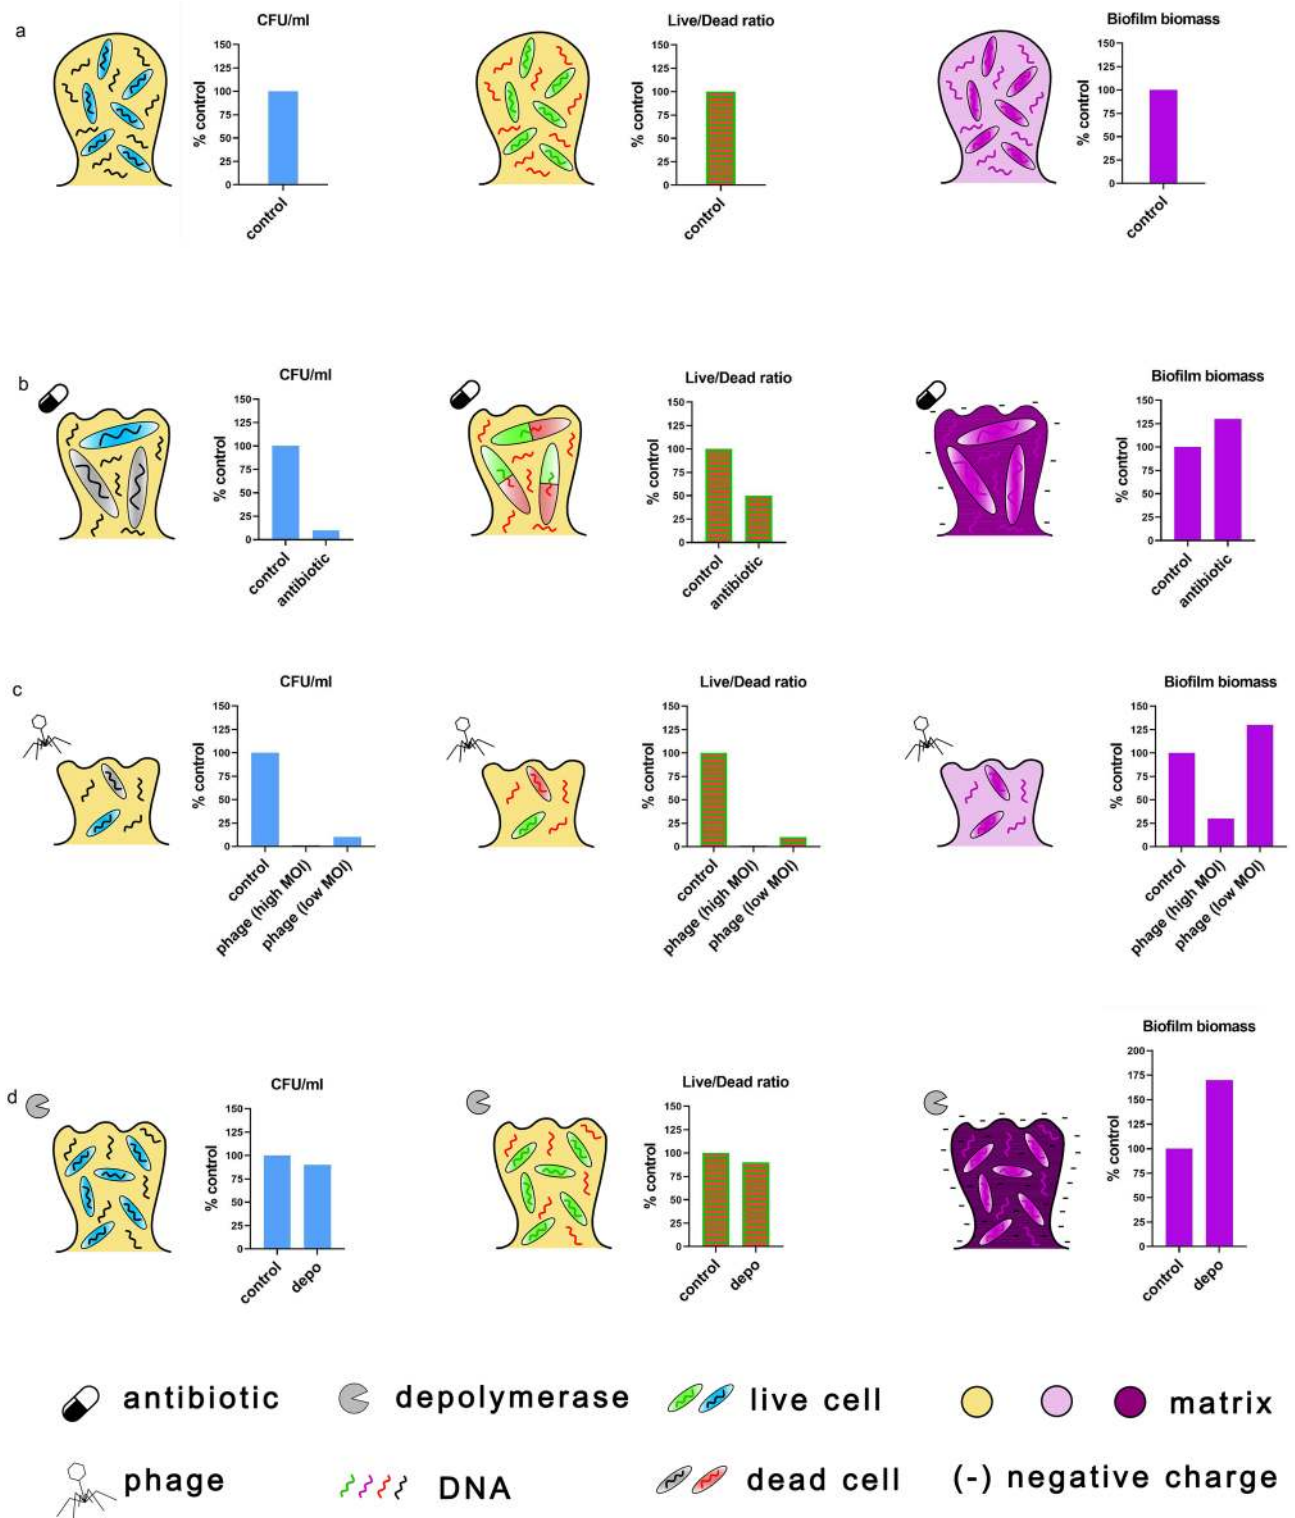 a
CFU/ml
% control
150
125
100
75
50
25
0
control
Live/Dead ratio
% control
150
125
100
75
50
25
0
control
Biofilm biomass
% control
150
125
100
75
50
25
0
control
b
CFU/ml
% control
150
125
100
75
50
25
0
control
antibiotic
Live/Dead ratio
% control
150
125
100
75
50
25
0
control
antibiotic
Biofilm biomass
% control
150
125
100
75
50
25
0
control
antibiotic
c
CFU/ml
% control
150
125
100
75
50
25
0
control
phage (high MOI)
phage (low MOI)
Live/Dead ratio
% control
150
125
100
75
50
25
0
control
phage (high MOI)
phage (low MOI)
Biofilm biomass
% control
150
125
100
75
50
25
0
control
phage (high MOI)
phage (low MOI)
d
CFU/ml
% control
150
125
100
75
50
25
0
control
depo
Live/Dead ratio
% control
150
125
100
75
50
25
0
control
depo
Biofilm biomass
% control
200
175
150
125
100
75
50
25
0
control
depo
antibiotic
depolymerase
live cell
matrix
phage
DNA
dead cell
(-) negative charge